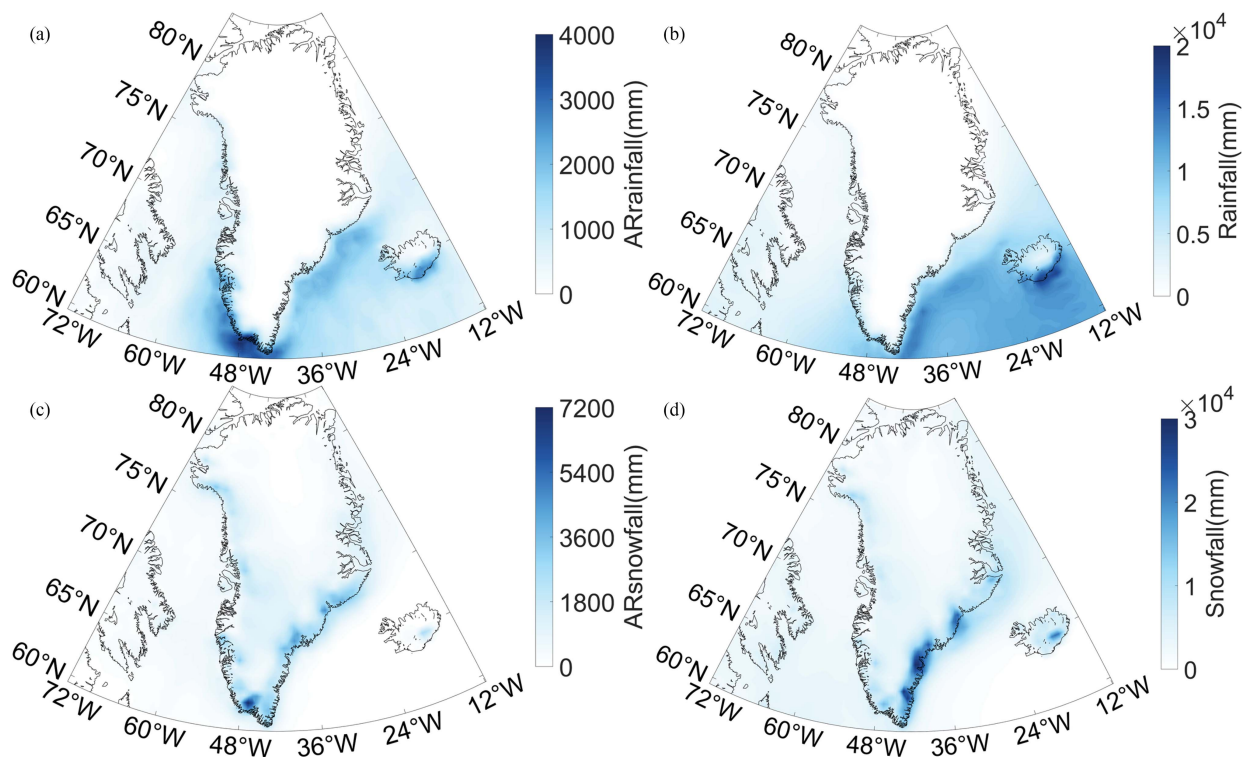 (a)
80°N
75°N
70°N
65°N
60°N
72°W
60°W
48°W
36°W
24°W
12°W
4000
3000
2000
1000
0
ARrainfall(mm)
(b)
80°N
75°N
70°N
65°N
60°N
72°W
60°W
48°W
36°W
24°W
12°W
×10⁴
2
1.5
1
0.5
0
Rainfall(mm)
(c)
80°N
75°N
70°N
65°N
60°N
72°W
60°W
48°W
36°W
24°W
12°W
7200
5400
3600
1800
0
ARsnowfall(mm)
(d)
80°N
75°N
70°N
65°N
60°N
72°W
60°W
48°W
36°W
24°W
12°W
×10⁴
3
2
1
0
Snowfall(mm)